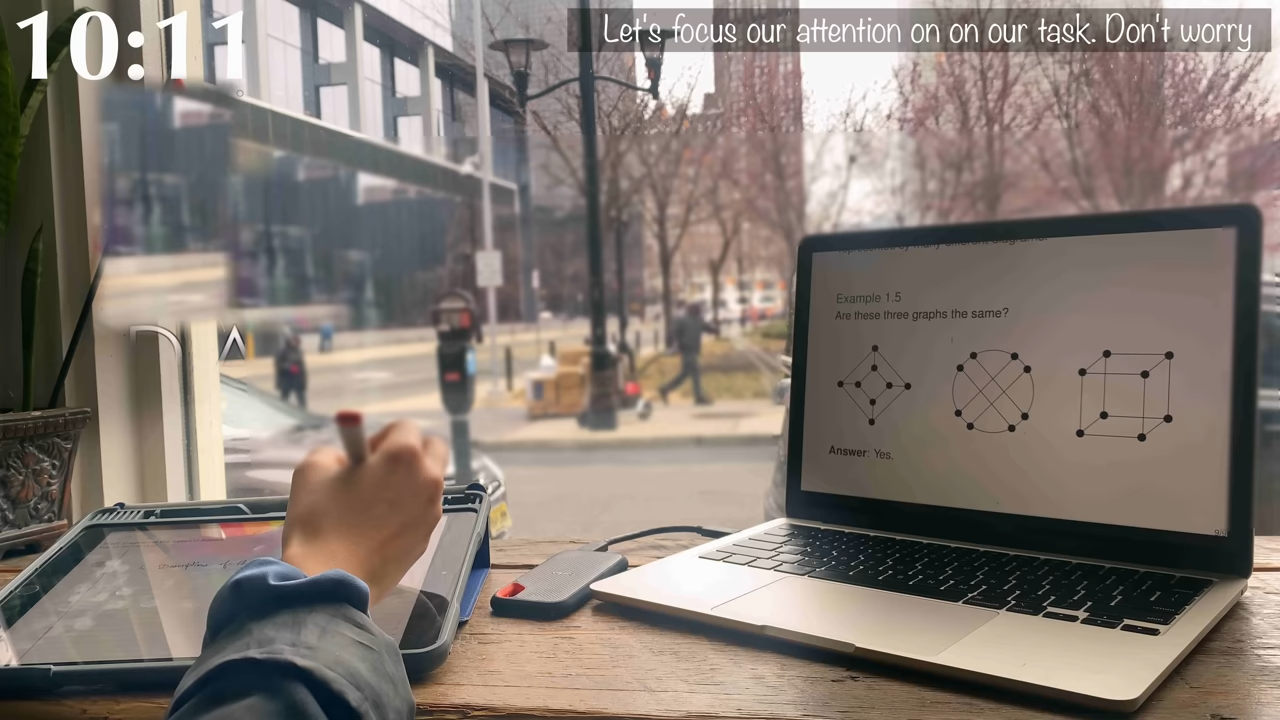 10:11
Let's focus our attention on on our task. Don't worry
Example 1.5
Are these three graphs the same?
Answer: Yes.